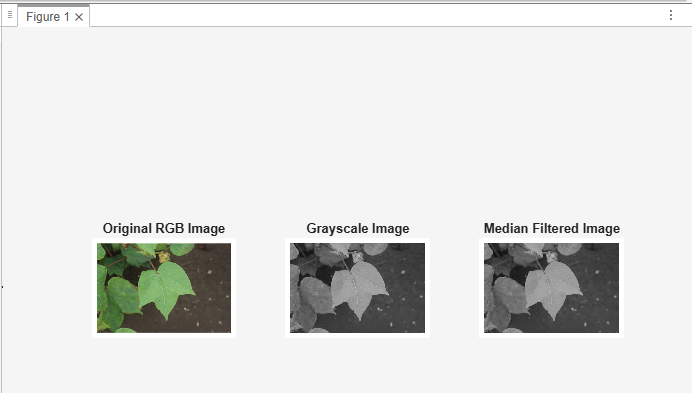 Figure 1
Original RGB Image
Grayscale Image
Median Filtered Image